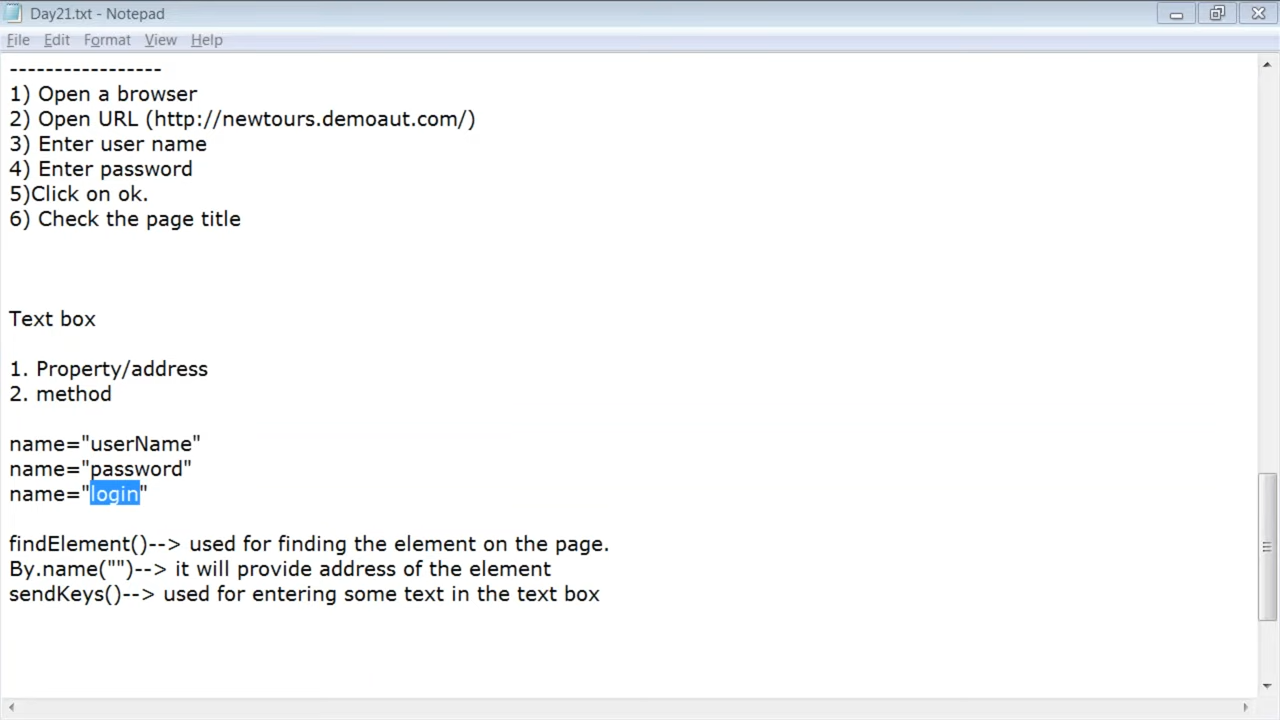 Day21.txt - Notepad
File Edit Format View Help
-----------------
1) Open a browser
2) Open URL (http://newtours.demoaut.com/)
3) Enter user name
4) Enter password
5)Click on ok.
6) Check the page title
Text box
1. Property/address
2. method
name="userName"
name="password"
name="login"
findElement()--> used for finding the element on the page.
By.name("")--> it will provide address of the element
sendKeys()--> used for entering some text in the text box